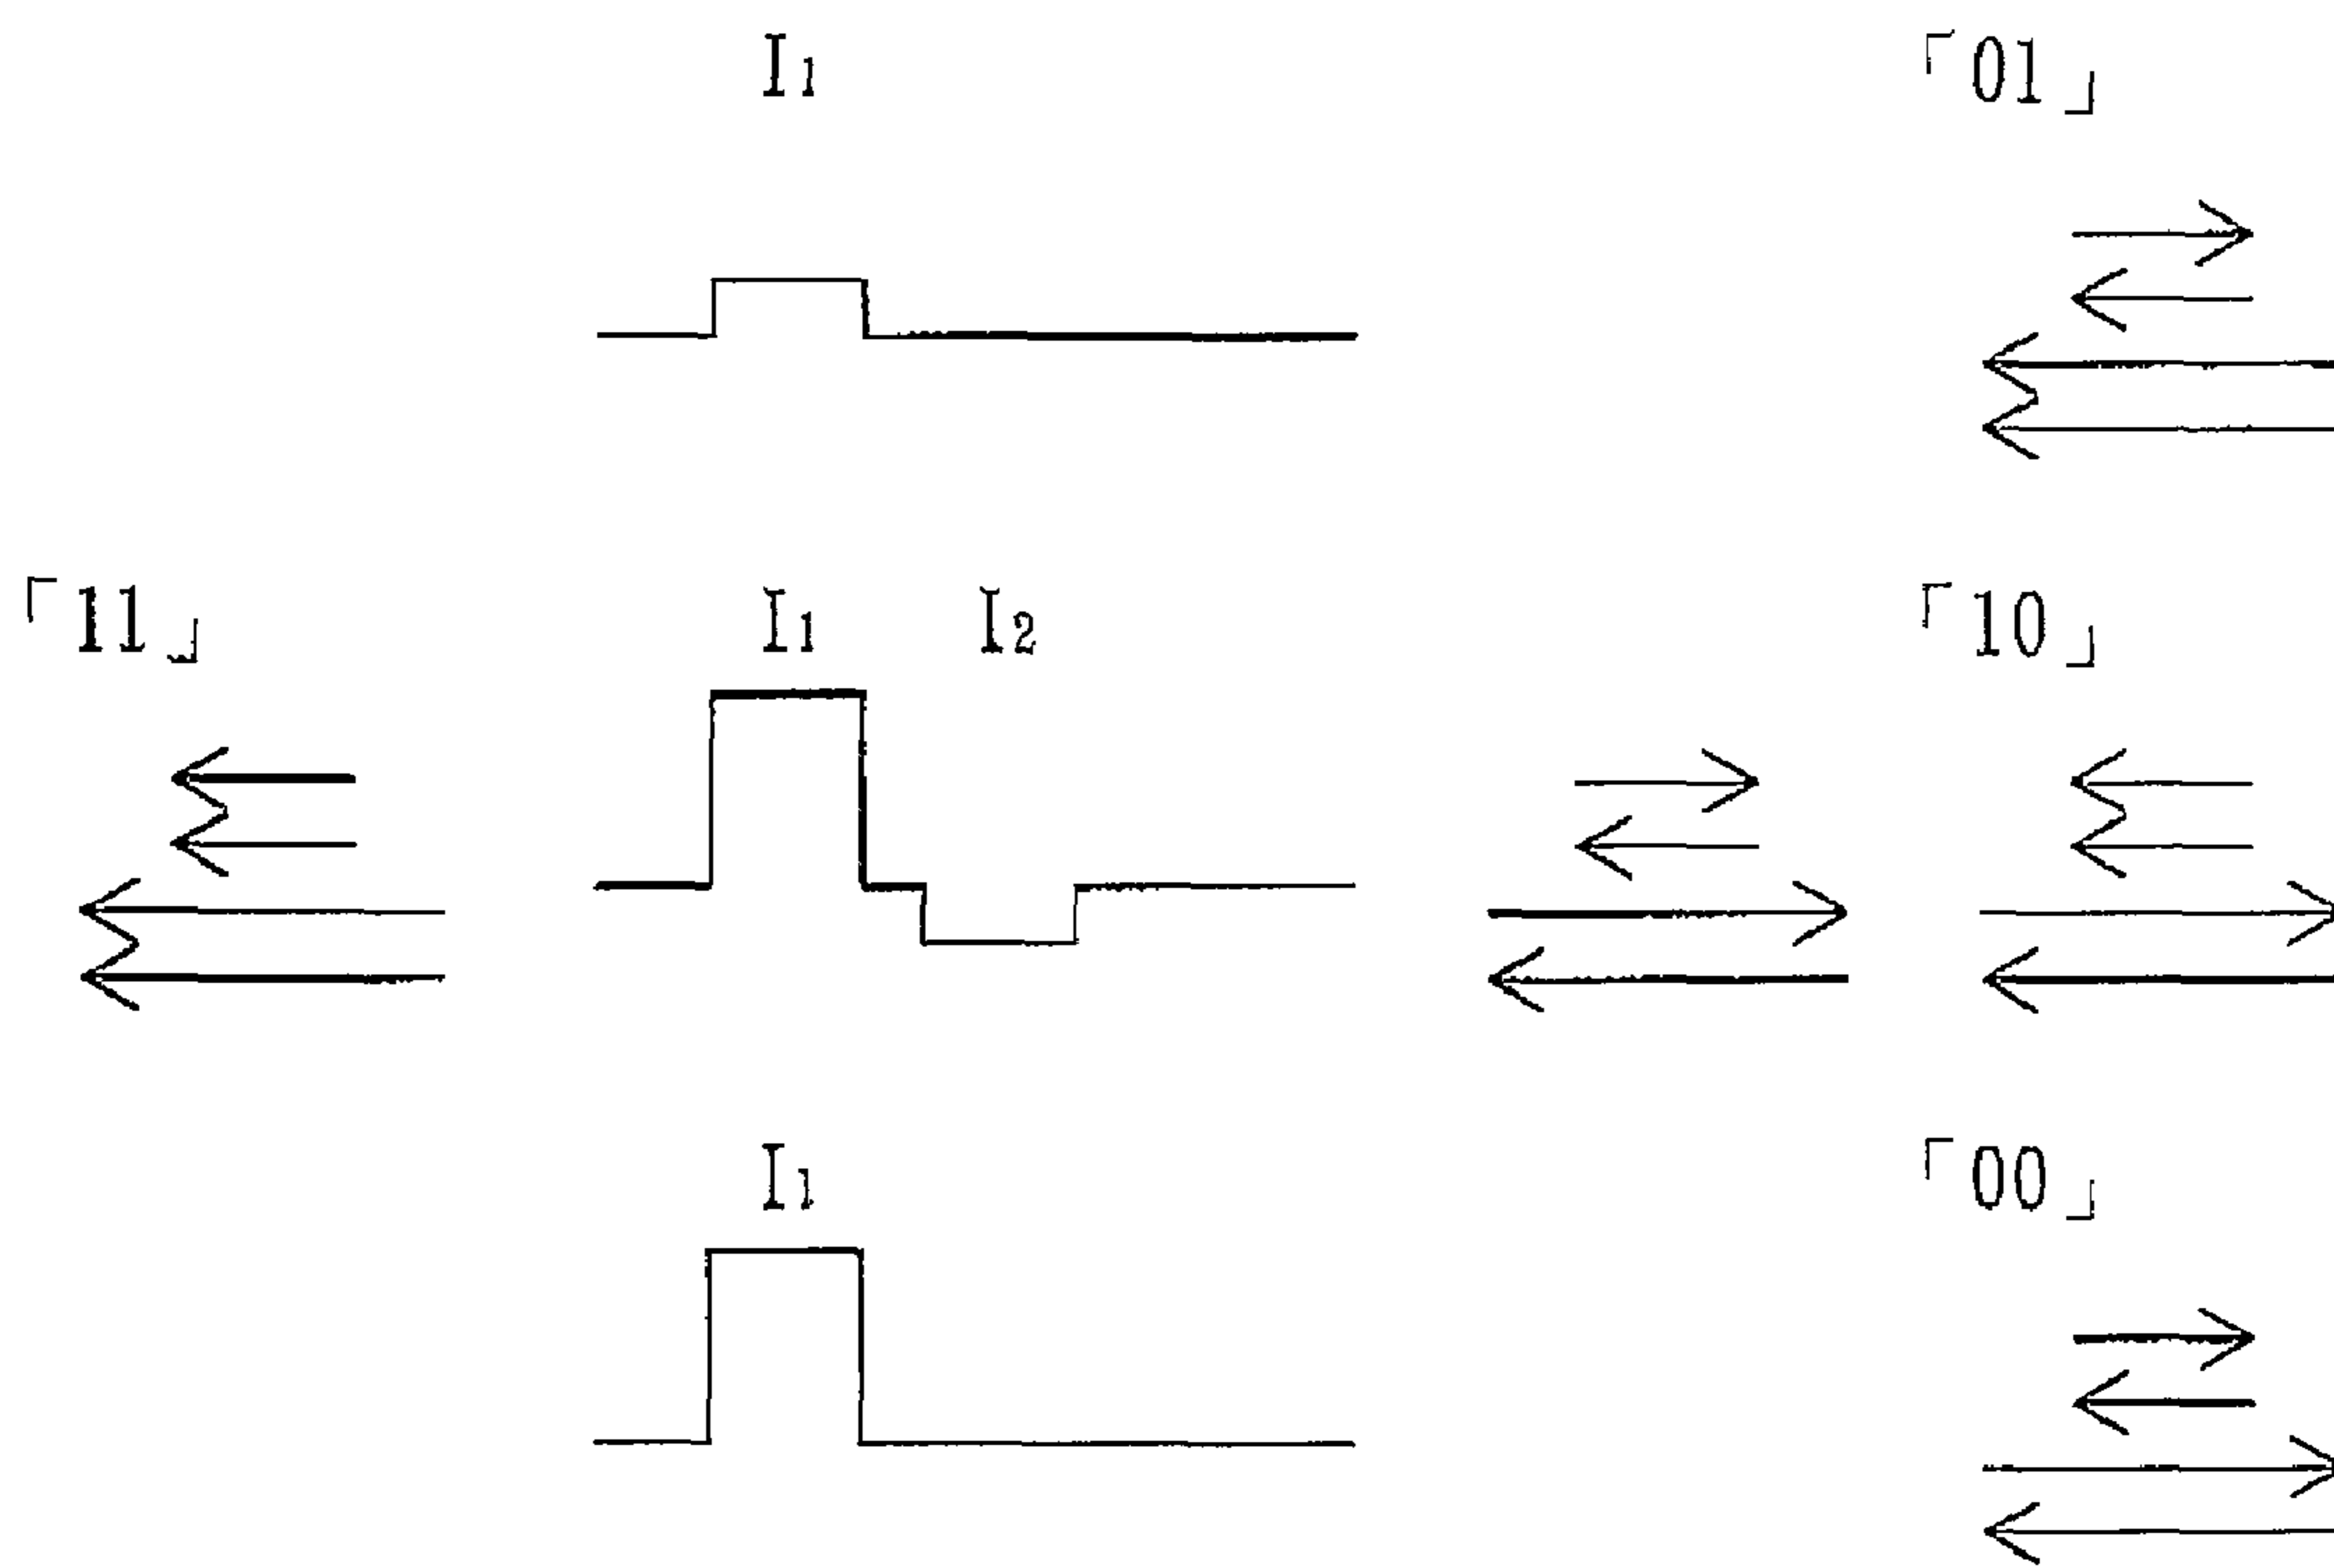 I₁ 「01」
「11」 I₁ I₂ 「10」
I₁ 「00」